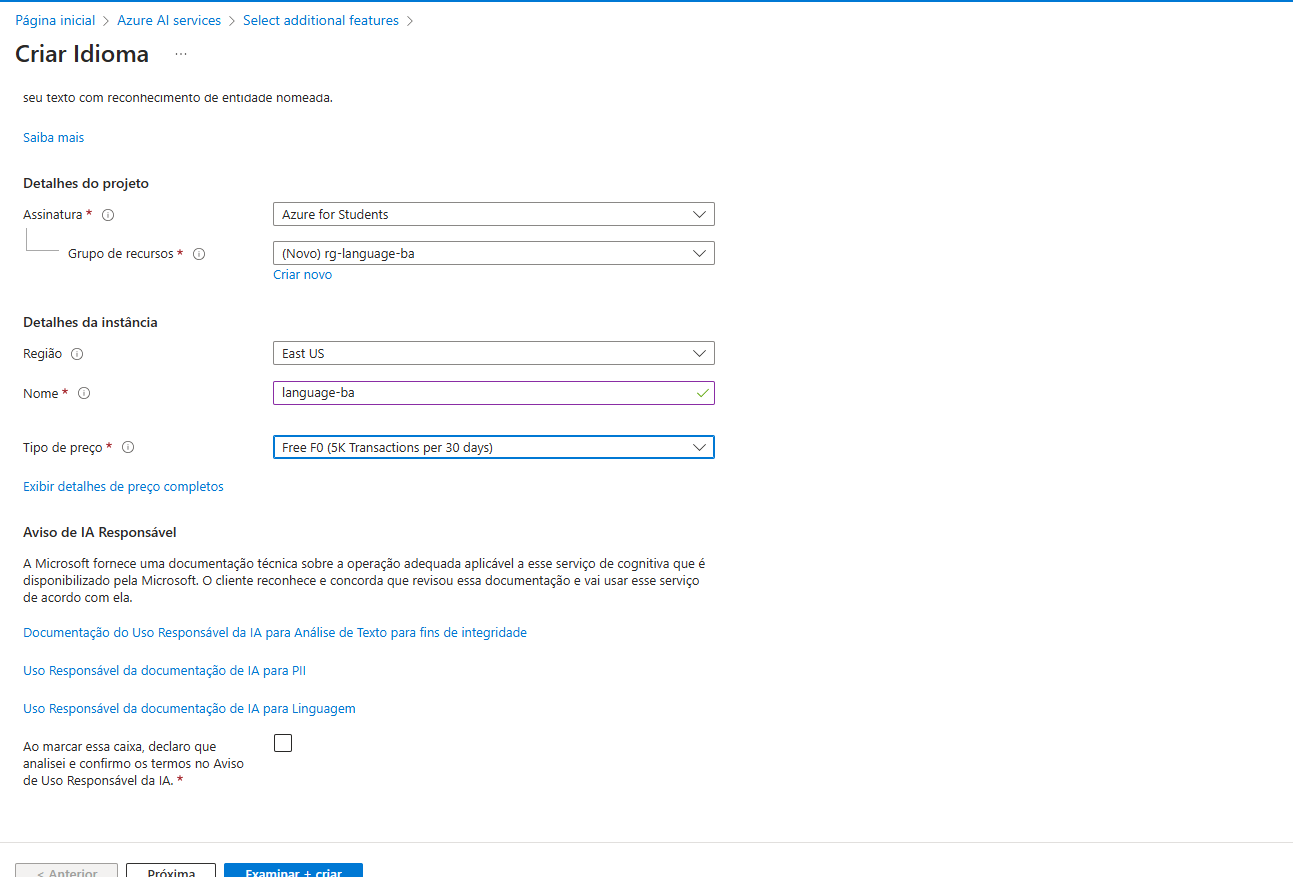 Página inicial > Azure AI services > Select additional features >
Criar Idioma ...
seu texto com reconhecimento de entidade nomeada.
Saiba mais
Detalhes do projeto
Assinatura *
Azure for Students
Grupo de recursos *
(Novo) rg-language-ba
Criar novo
Detalhes da instância
Região
East US
Nome *
language-ba
Tipo de preço *
Free F0 (5K Transactions per 30 days)
Exibir detalhes de preço completos
Aviso de IA Responsável
A Microsoft fornece uma documentação técnica sobre a operação adequada aplicável a esse serviço de cognitiva que é
disponibilizado pela Microsoft. O cliente reconhece e concorda que revisou essa documentação e vai usar esse serviço
de acordo com ela.
Documentação do Uso Responsável da IA para Análise de Texto para fins de integridade
Uso Responsável da documentação de IA para PII
Uso Responsável da documentação de IA para Linguagem
Ao marcar essa caixa, declaro que
analisei e confirmo os termos no Aviso
de Uso Responsável da IA. *
< Anterior
Próxima
Examinar + criar